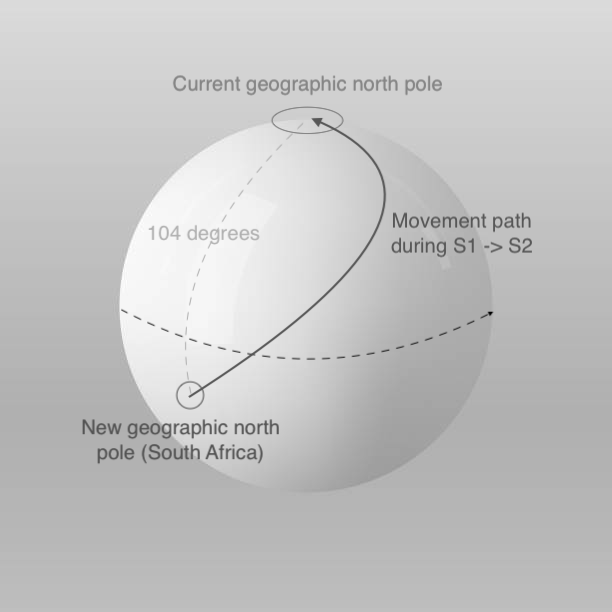 Current geographic north pole
104 degrees
Movement path
during S1 -> S2
New geographic north
pole (South Africa)